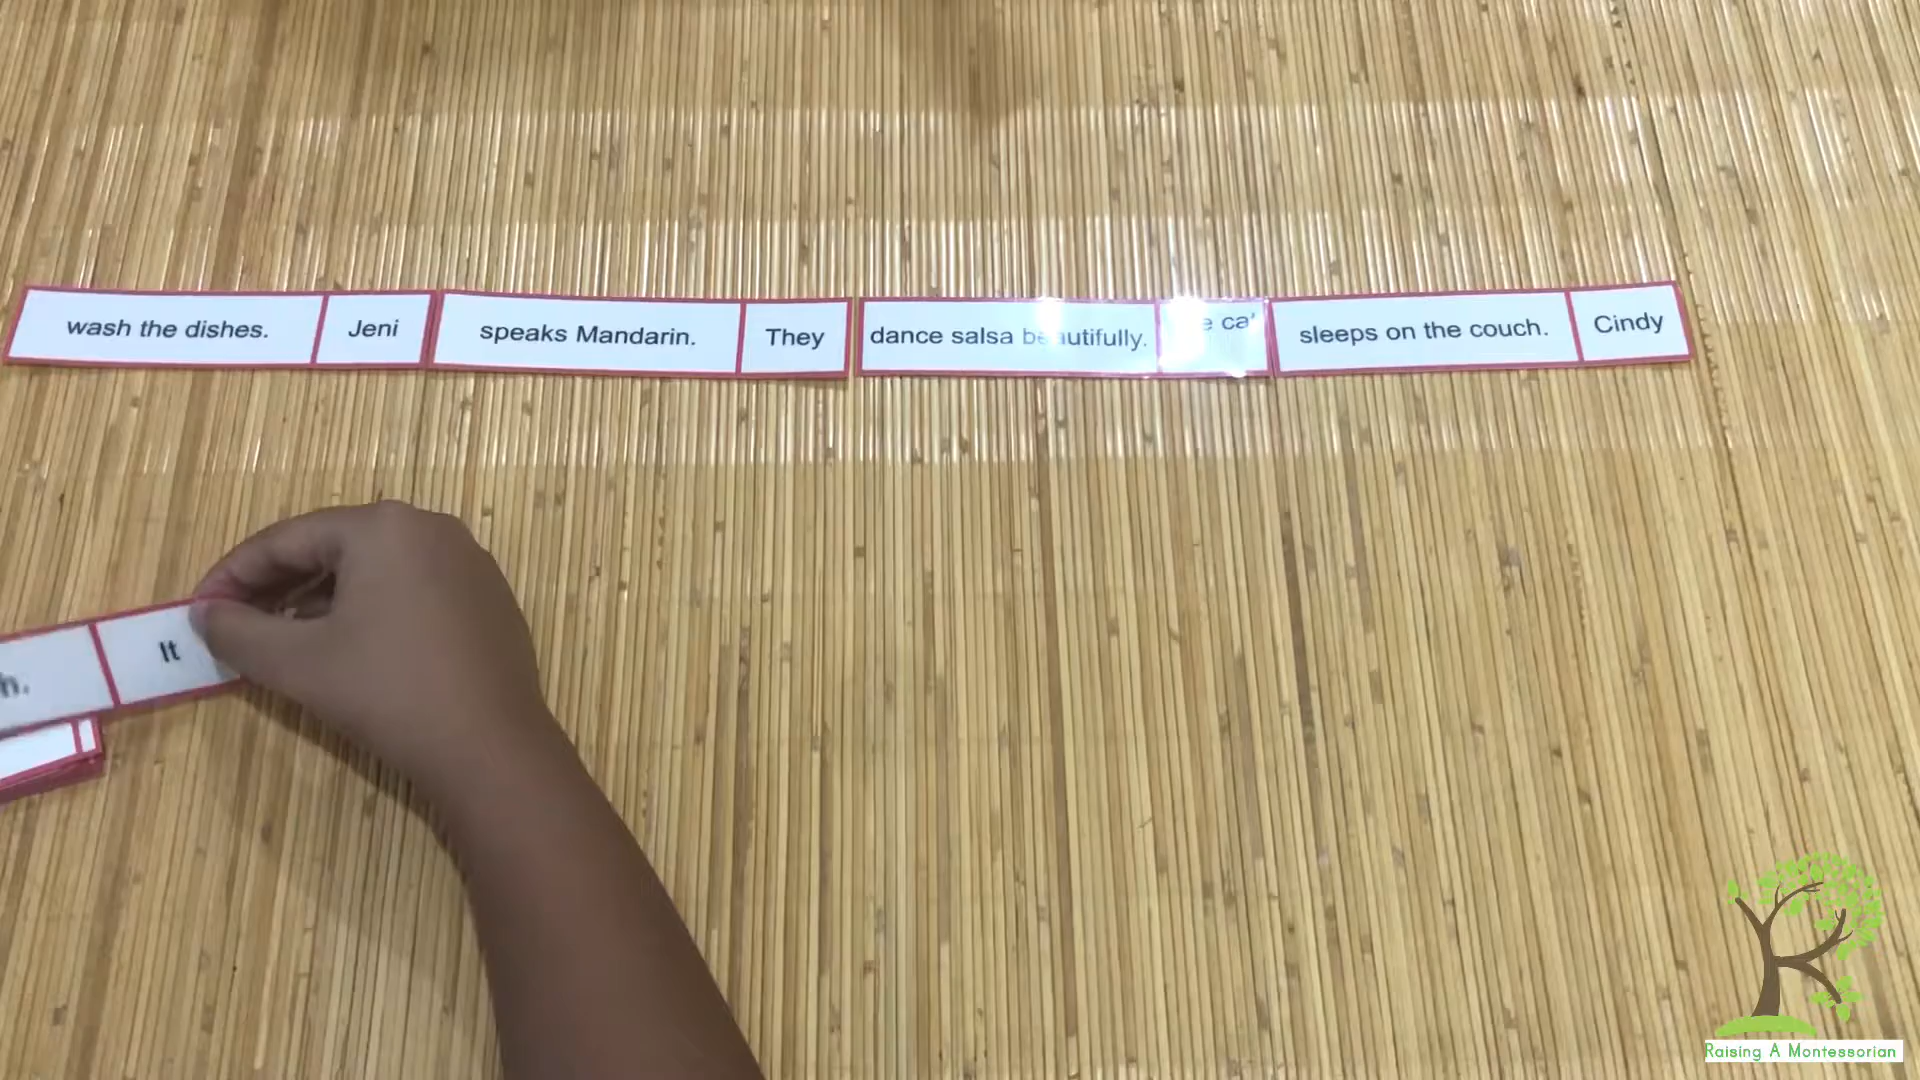 wash the dishes. Jeni speaks Mandarin. They dance salsa beautifully. sleeps on the couch. Cindy
It
Raising A Montessorian